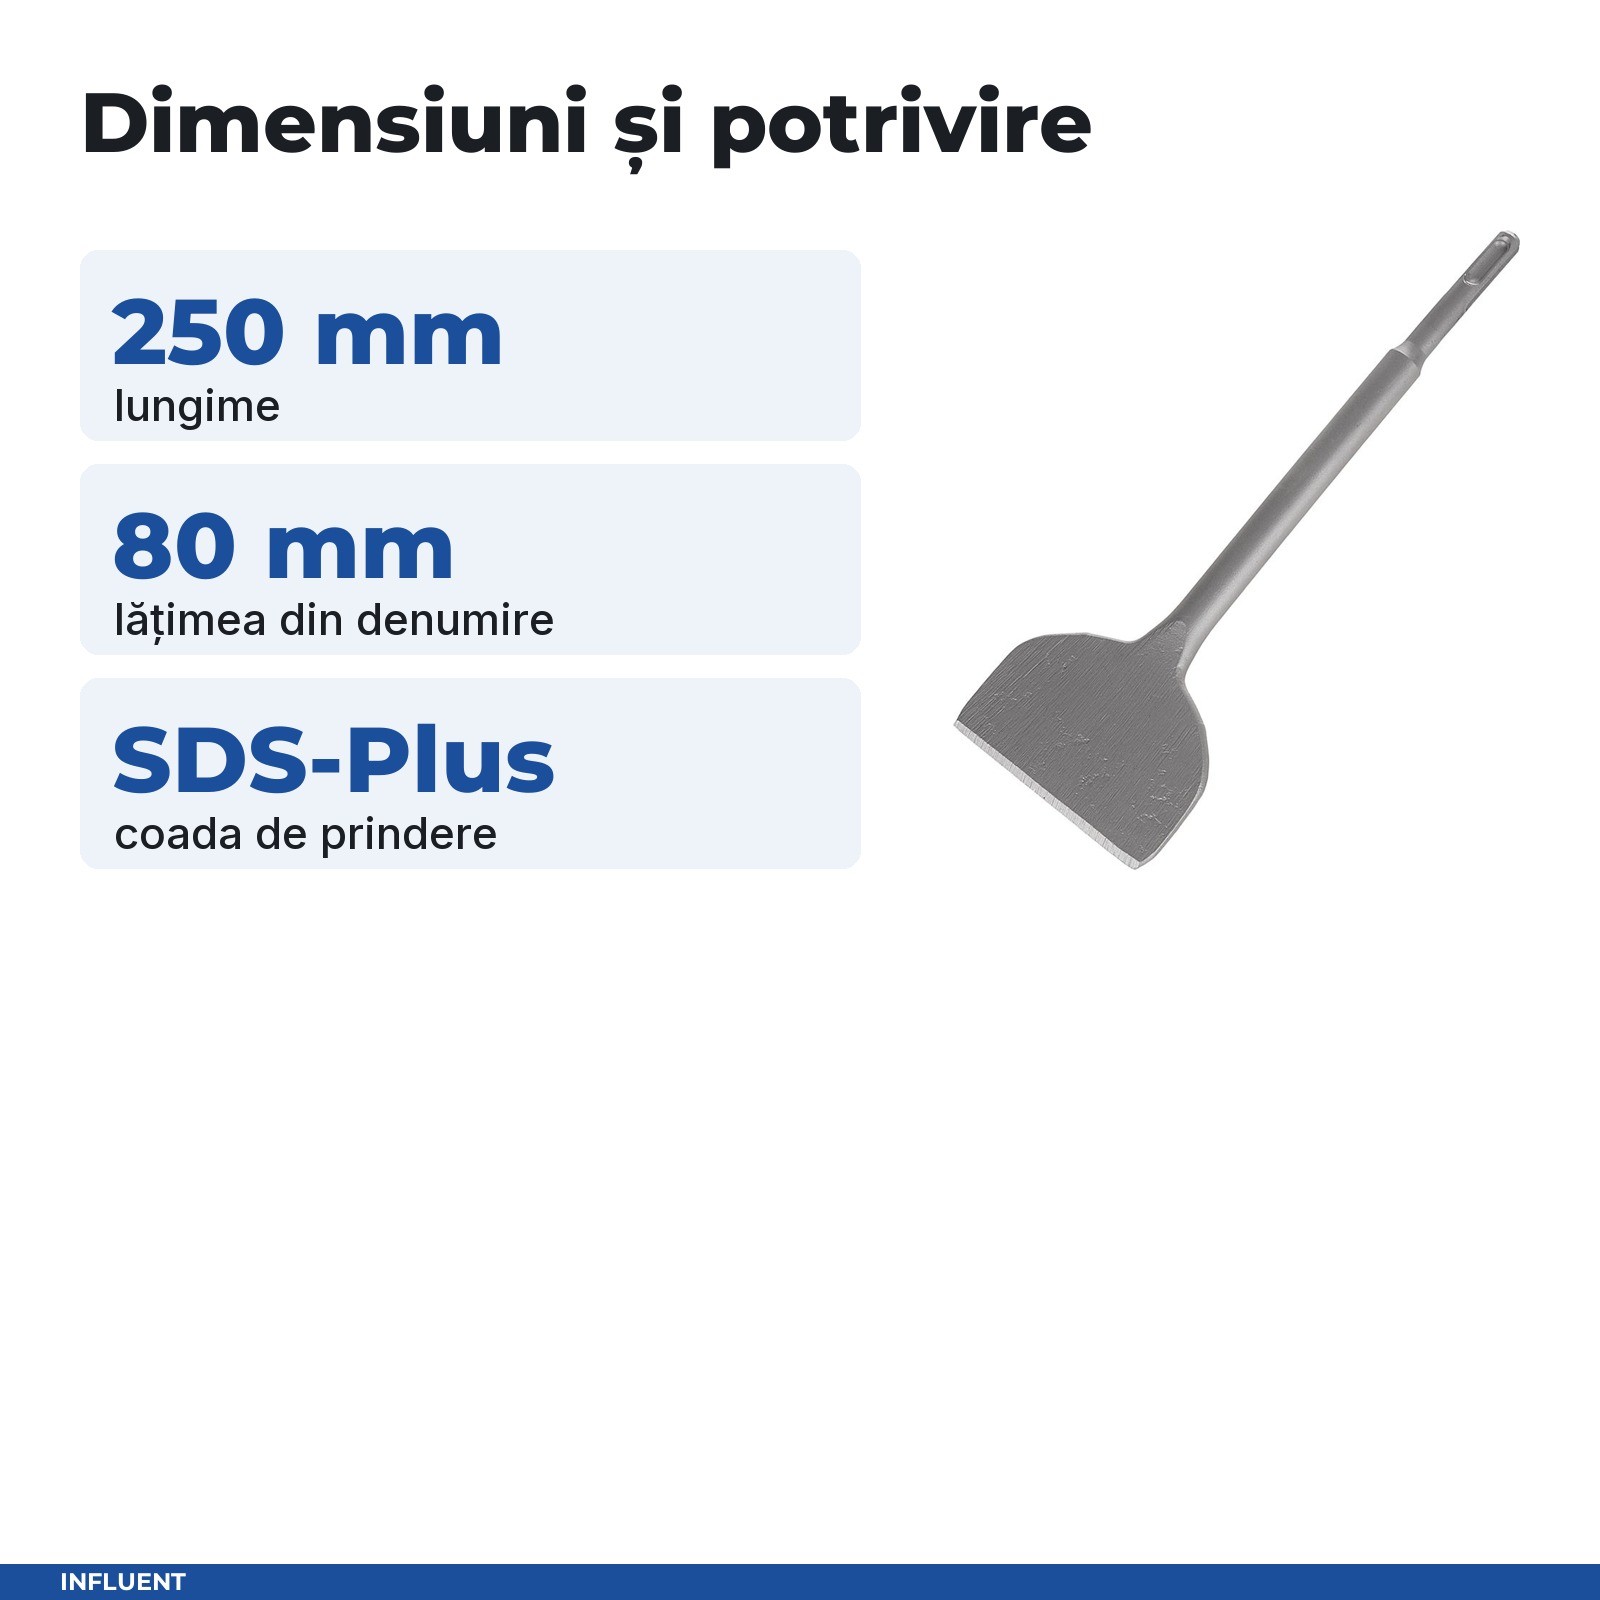 Dimensiuni și potrivire
250 mm
lungime
80 mm
lățimea din denumire
SDS-Plus
coada de prindere
INFLUENT